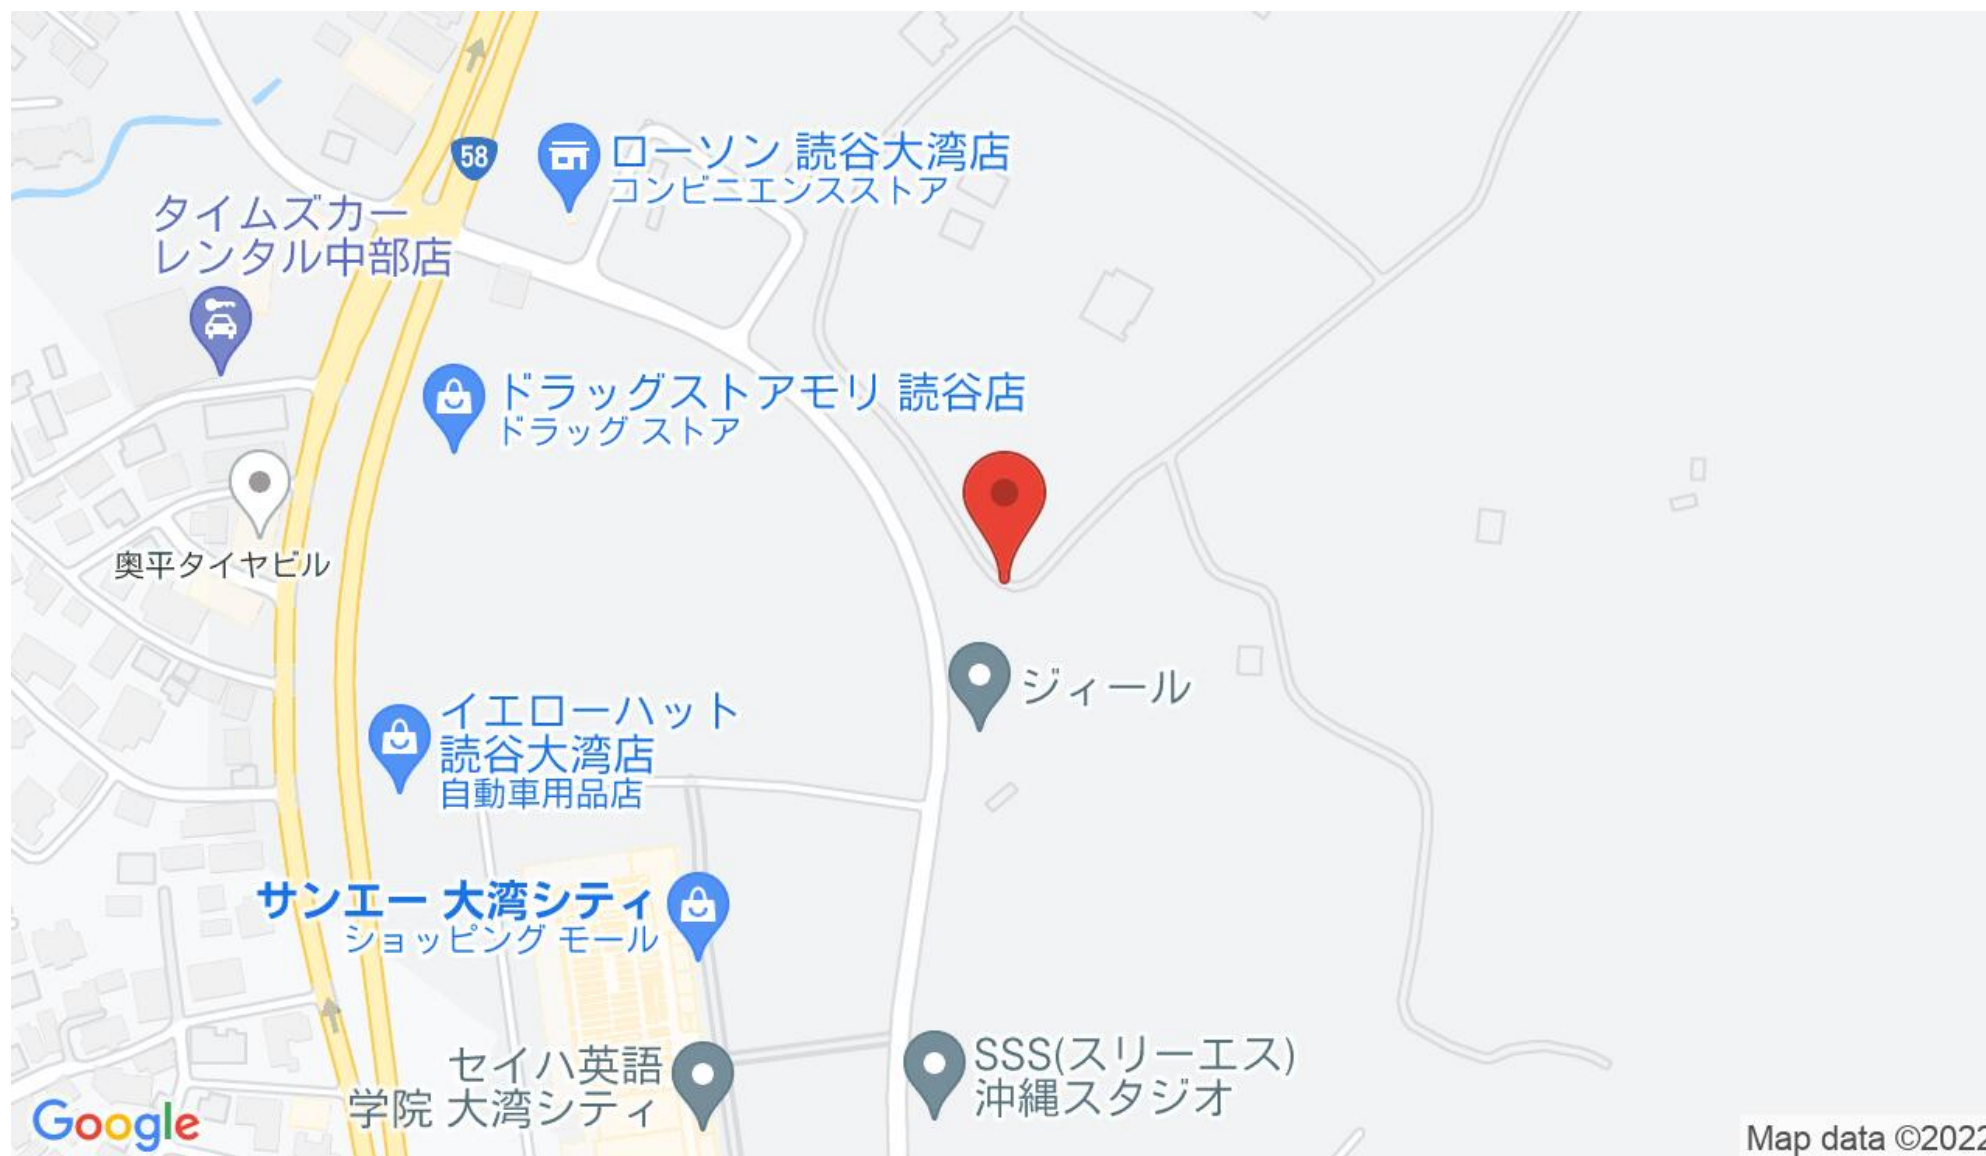 58
ローソン 読谷大湾店
コンビニエンスストア
タイムズカー
レンタル中部店
ドラッグストアモリ 読谷店
ドラッグ ストア
奥平タイヤビル
ジィール
イエローハット
読谷大湾店
自動車用品店
サンエー 大湾シティ
ショッピング モール
セイハ英語
学院 大湾シティ
SSS(スリーエス)
沖縄スタジオ
Google
Map data ©2022